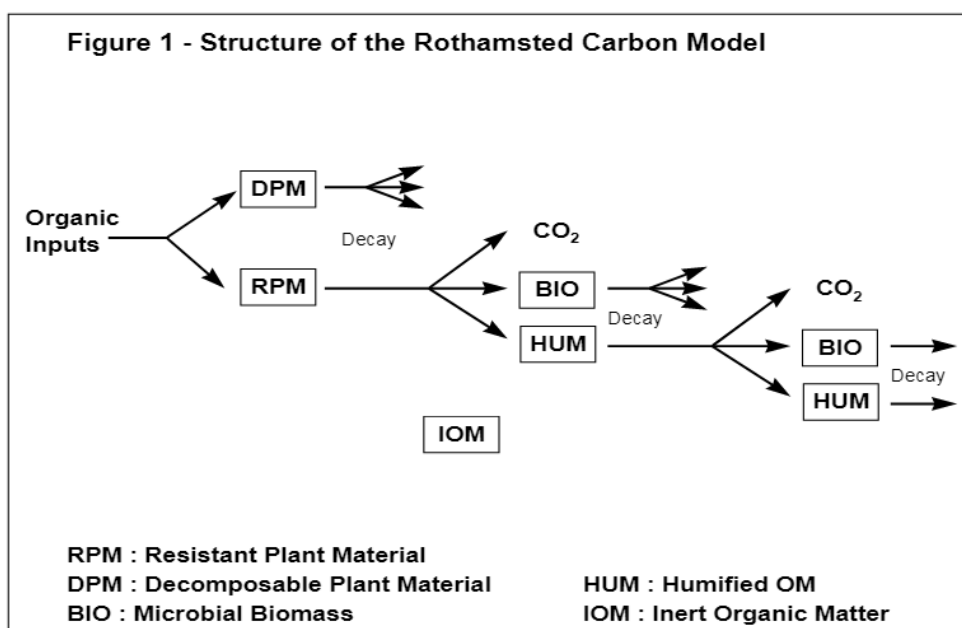 Figure 1 - Structure of the Rothamsted Carbon Model
DPM
Organic
Inputs
Decay
CO₂
RPM
BIO
CO₂
Decay
HUM
BIO
Decay
HUM
IOM
RPM : Resistant Plant Material
DPM : Decomposable Plant Material
HUM : Humified OM
BIO : Microbial Biomass
IOM : Inert Organic Matter